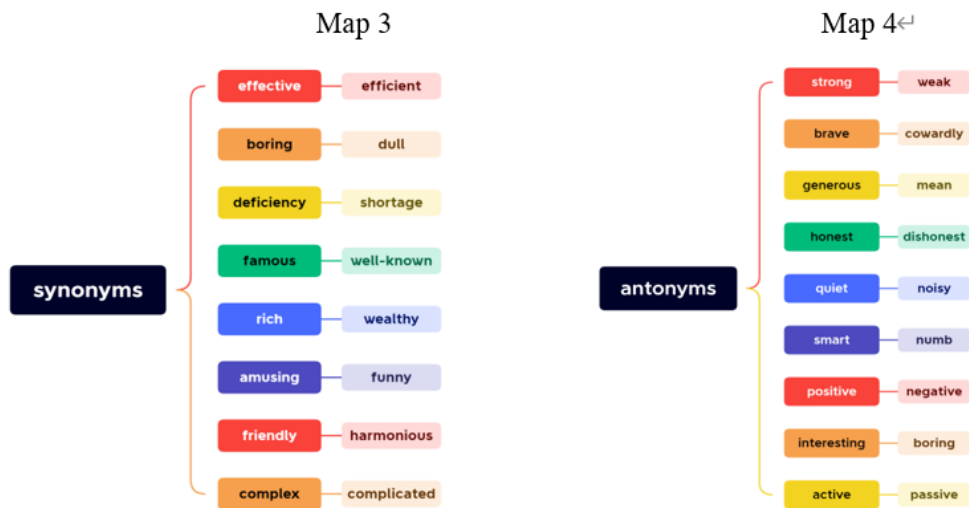 Map 3
synonyms
effective efficient
boring dull
deficiency shortage
famous well-known
rich wealthy
amusing funny
friendly harmonious
complex complicated
Map 4↵
antonyms
strong weak
brave cowardly
generous mean
honest dishonest
quiet noisy
smart numb
positive negative
interesting boring
active passive